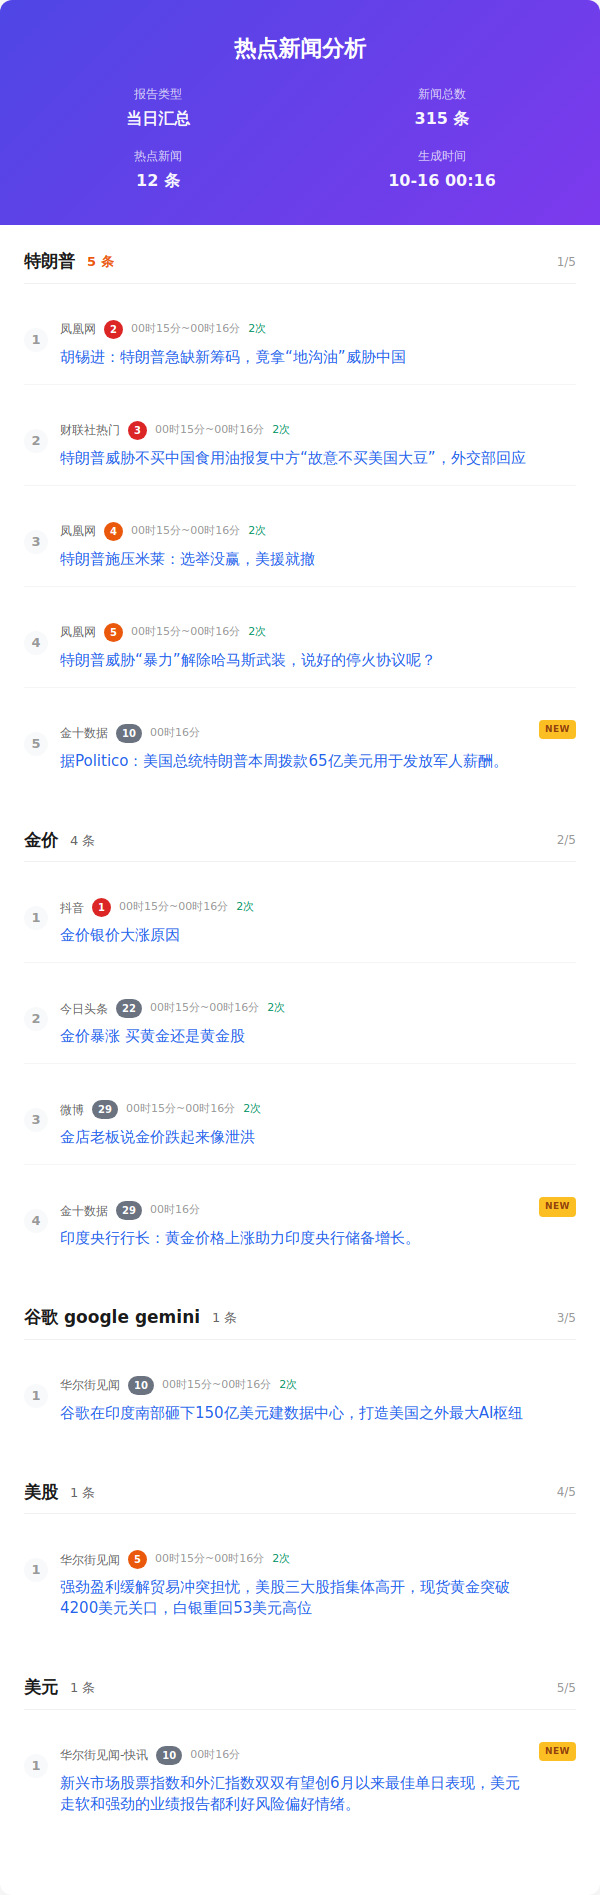 热点新闻分析
报告类型
新闻总数
当日汇总
315 条
热点新闻
生成时间
12 条
10-16 00:16
特朗普 5 条 1/5
1 凤凰网 2 00时15分~00时16分 2次
胡锡进：特朗普急缺新筹码，竟拿“地沟油”威胁中国
2 财联社热门 3 00时15分~00时16分 2次
特朗普威胁不买中国食用油报复中方“故意不买美国大豆”，外交部回应
3 凤凰网 4 00时15分~00时16分 2次
特朗普施压米莱：选举没赢，美援就撤
4 凤凰网 5 00时15分~00时16分 2次
特朗普威胁“暴力”解除哈马斯武装，说好的停火协议呢？
5 金十数据 10 00时16分 NEW
据Politico：美国总统特朗普本周拨款65亿美元用于发放军人薪酬。
金价 4 条 2/5
1 抖音 1 00时15分~00时16分 2次
金价银价大涨原因
2 今日头条 22 00时15分~00时16分 2次
金价暴涨 买黄金还是黄金股
3 微博 29 00时15分~00时16分 2次
金店老板说金价跌起来像泄洪
4 金十数据 29 00时16分 NEW
印度央行行长：黄金价格上涨助力印度央行储备增长。
谷歌 google gemini 1 条 3/5
1 华尔街见闻 10 00时15分~00时16分 2次
谷歌在印度南部砸下150亿美元建数据中心，打造美国之外最大AI枢纽
美股 1 条 4/5
1 华尔街见闻 5 00时15分~00时16分 2次
强劲盈利缓解贸易冲突担忧，美股三大股指集体高开，现货黄金突破
4200美元关口，白银重回53美元高位
美元 1 条 5/5
1 华尔街见闻-快讯 10 00时16分 NEW
新兴市场股票指数和外汇指数双双有望创6月以来最佳单日表现，美元
走软和强劲的业绩报告都利好风险偏好情绪。